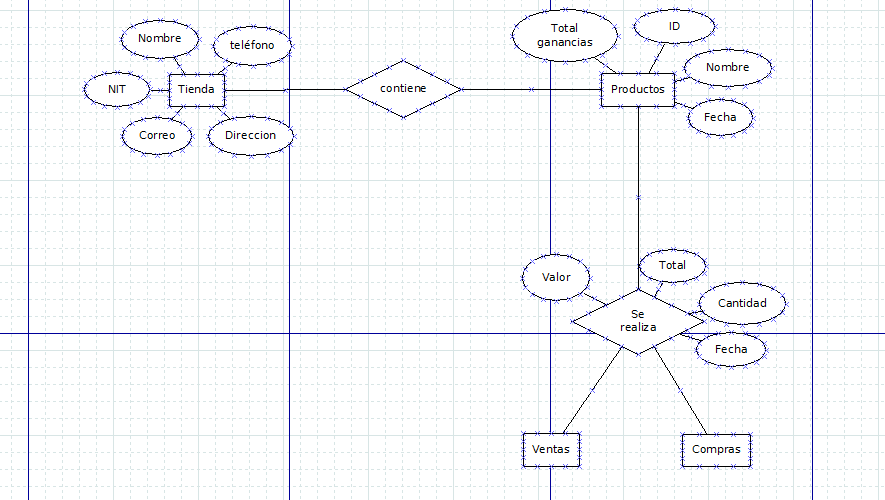 Nombre
teléfono
NIT
Tienda
Correo
Direccion
contiene
Total
ganancias
ID
Productos
Nombre
Fecha
Valor
Total
Se
realiza
Cantidad
Fecha
Ventas
Compras